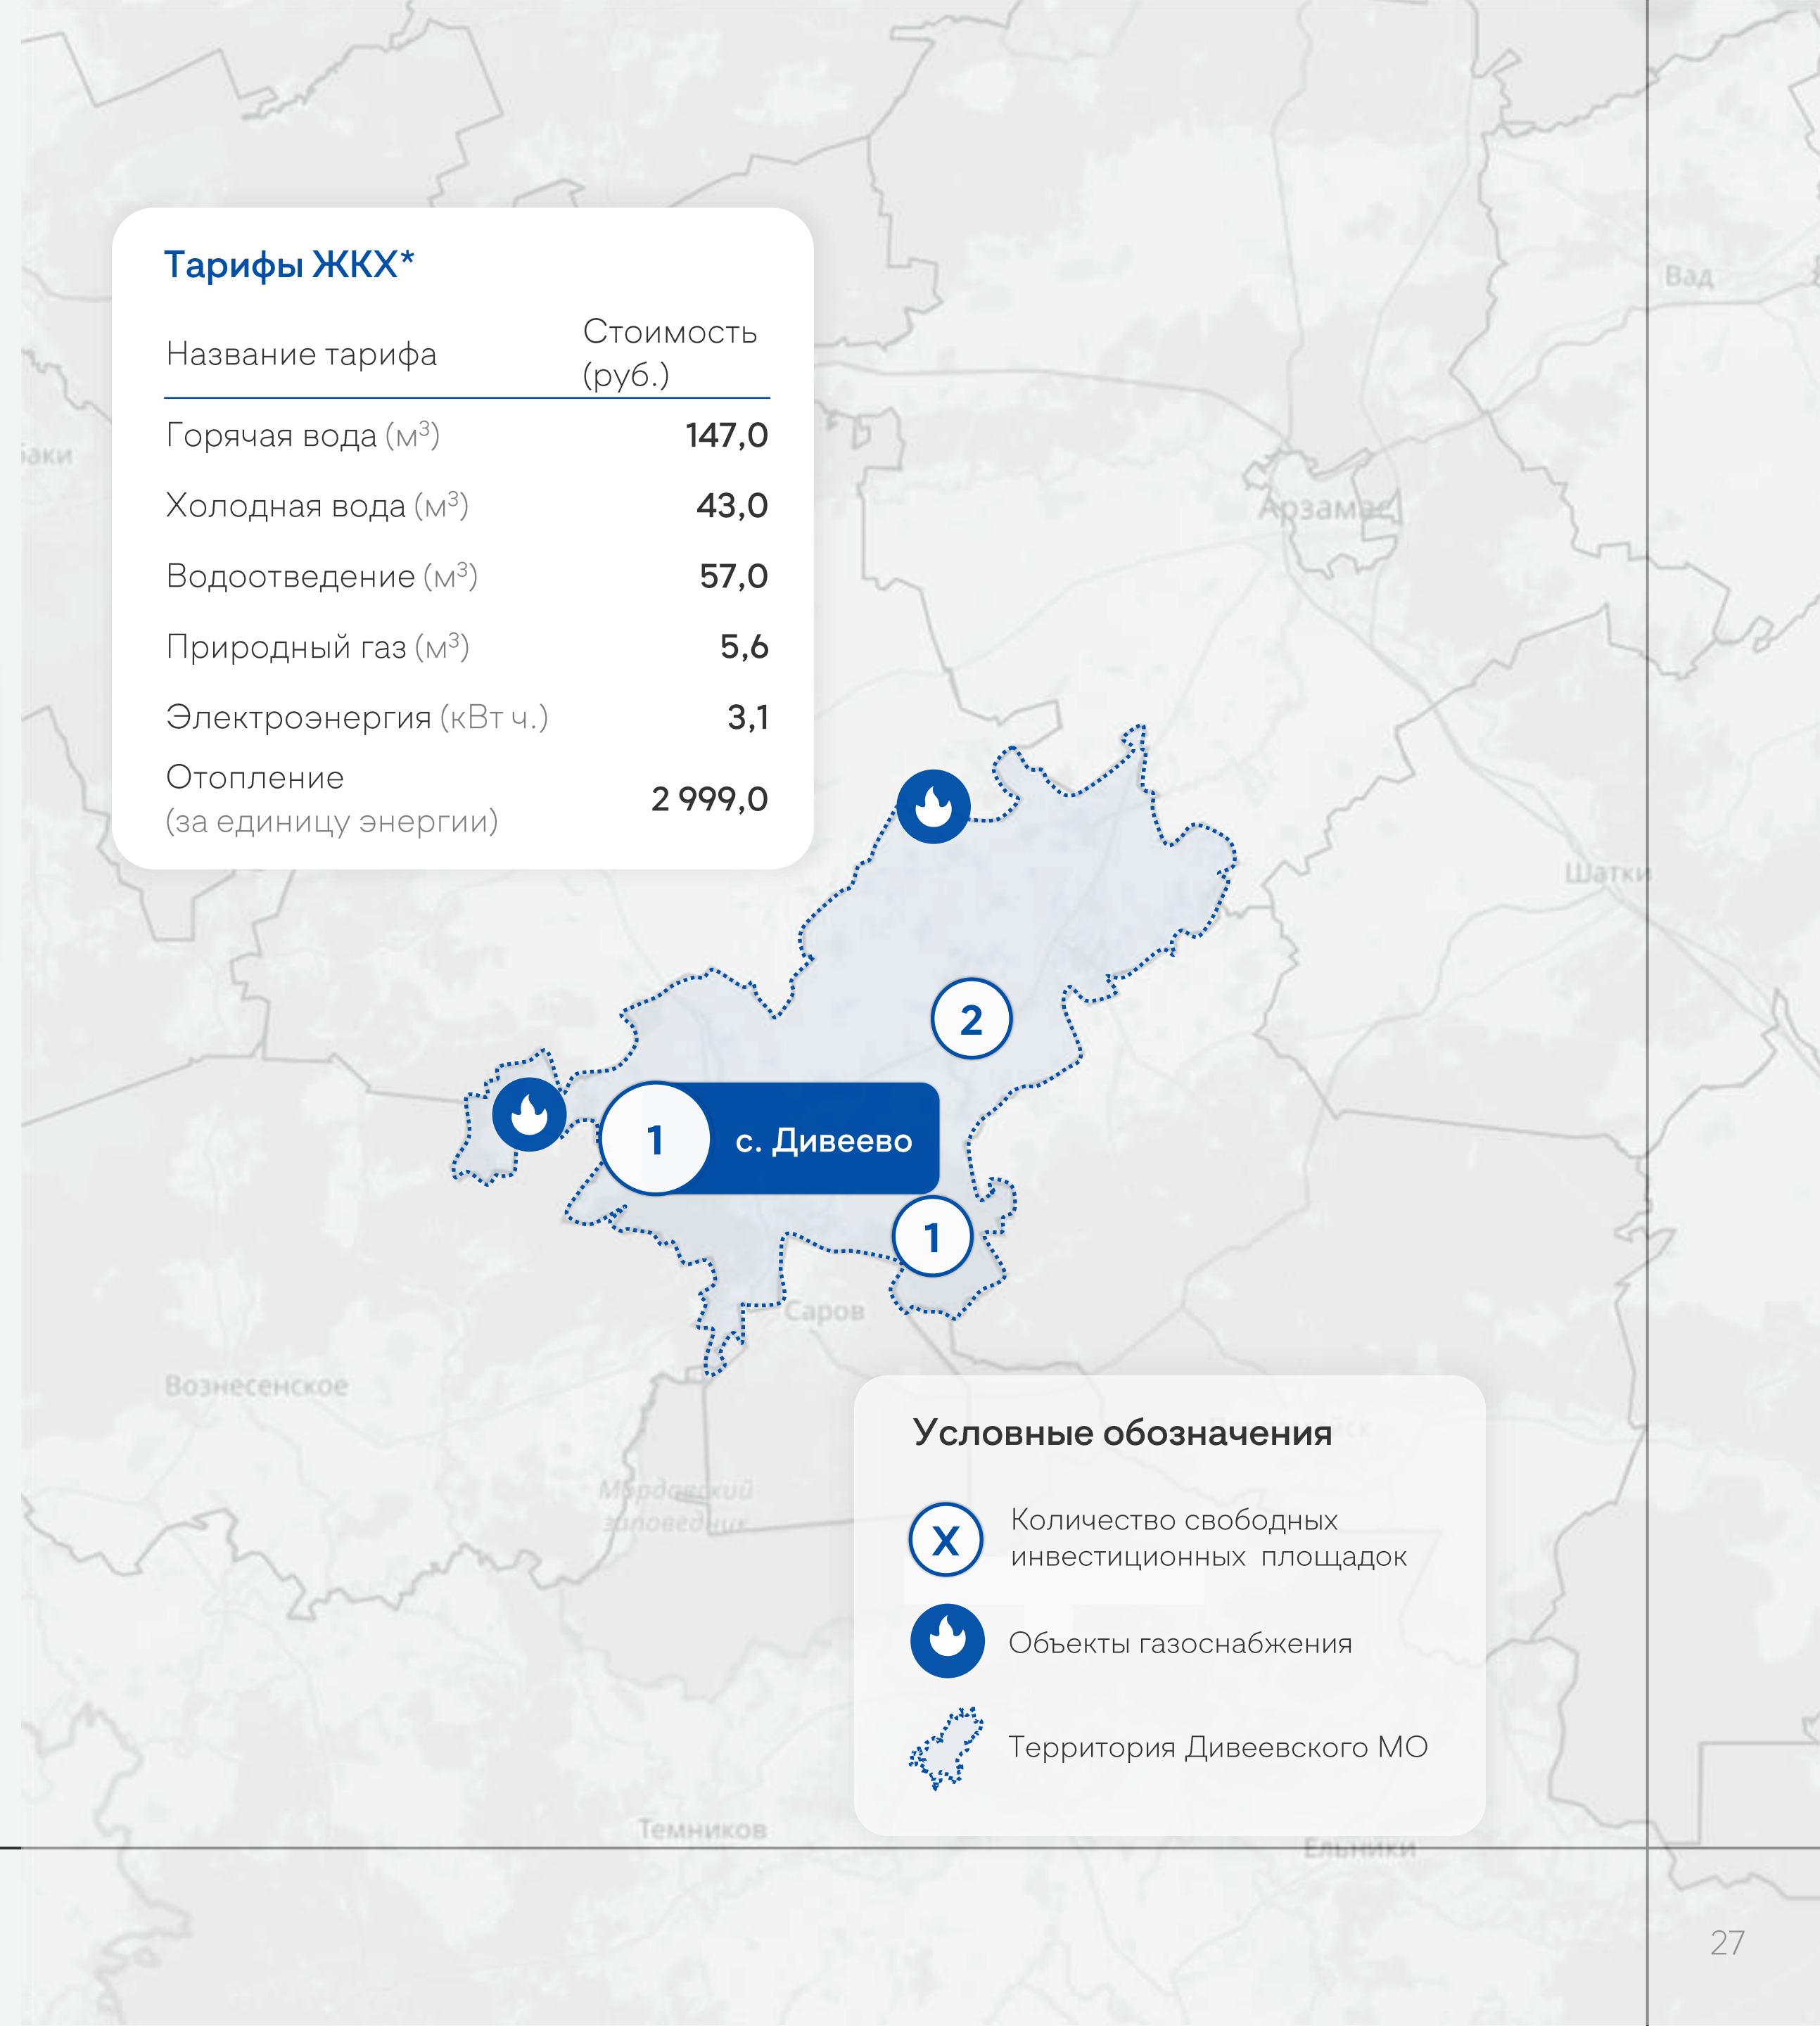 Вад
Тарифы ЖКХ*
Название тарифа
Стоимость
(руб.)
Горячая вода (м³) 147,0
Холодная вода (м³) 43,0
Водоотведение (м³) 57,0
Природный газ (м³) 5,6
Электроэнергия (кВт ч.) 3,1
Отопление
(за единицу энергии) 2 999,0
Арзамас
Шатки
2
1 с. Дивеево
1
Саров
Вознесенское
Мордовский
заповедник
Условные обозначения
X Количество свободных
инвестиционных площадок
Объекты газоснабжения
Территория Дивеевского МО
Темников
Ельники
27